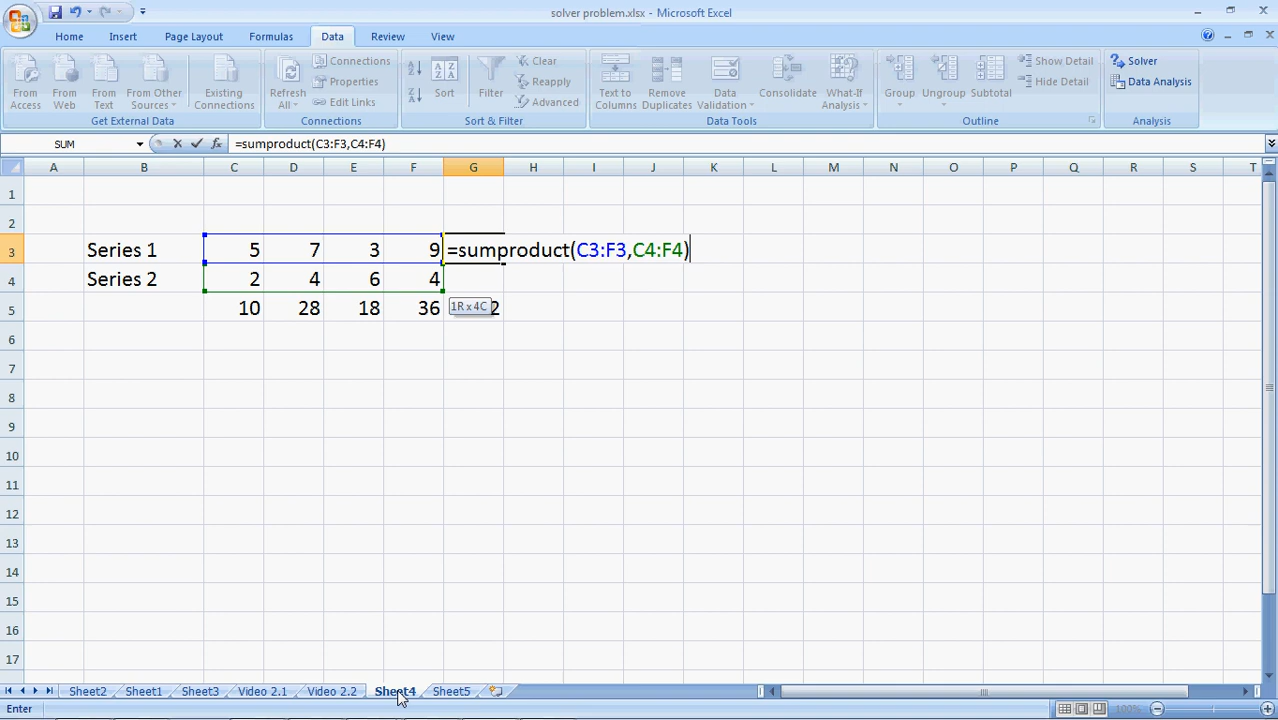 solver problem.xlsx - Microsoft Excel
Home Insert Page Layout Formulas Data Review View
From Access From Web From Text From Other Sources Existing Connections Refresh All Connections Properties Edit Links Sort Filter Clear Reapply Advanced Text to Columns Remove Duplicates Data Validation Consolidate What-If Analysis Group Ungroup Subtotal Show Detail Hide Detail Solver Data Analysis
Get External Data Connections Sort & Filter Data Tools Outline Analysis
SUM fx =sumproduct(C3:F3,C4:F4)
A B C D E F G H I J K L M N O P Q R S T
1
2
3 Series 1 5 7 3 9 =sumproduct(C3:F3,C4:F4)
4 Series 2 2 4 6 4
5 10 28 18 36 1R x 4C 2
6
7
8
9
10
11
12
13
14
15
16
17
Sheet2 Sheet1 Sheet3 Video 2.1 Video 2.2 Sheet4 Sheet5
Enter 100%